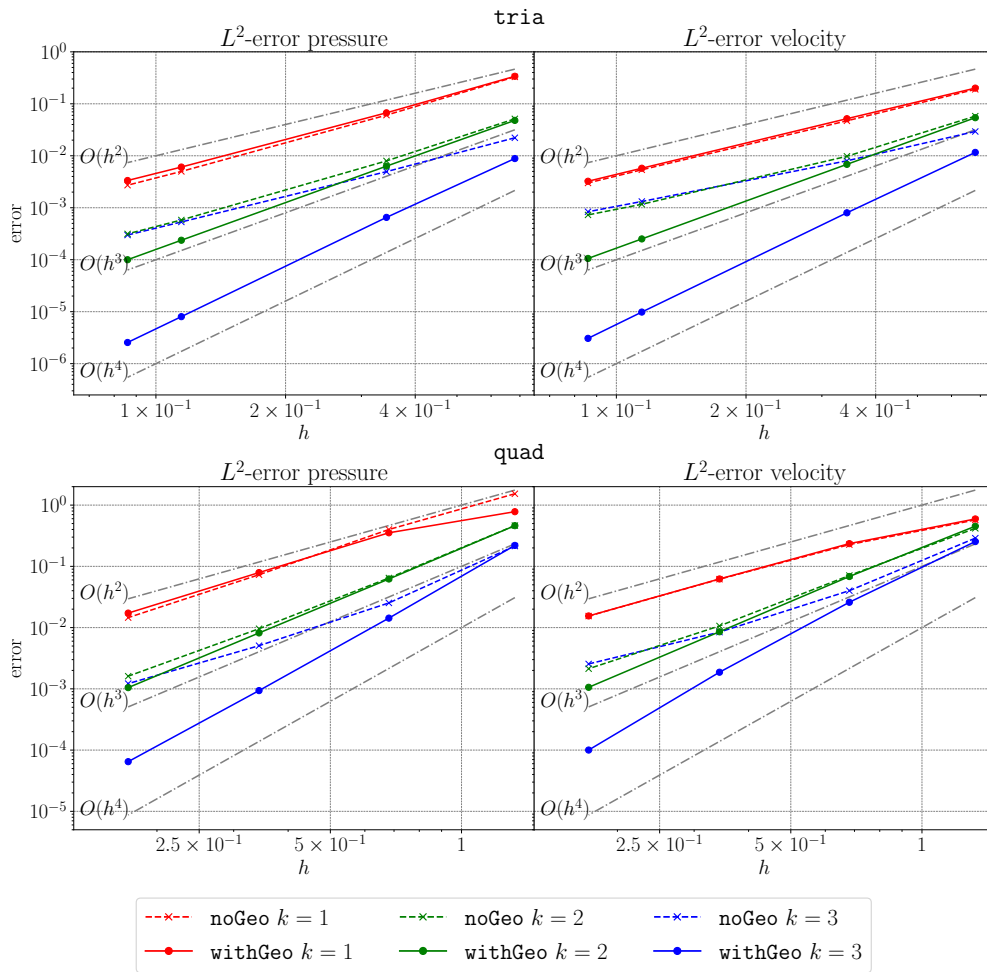 tria
L²-error pressure
L²-error velocity
10⁰
10⁻¹
10⁻²
10⁻³
10⁻⁴
10⁻⁵
10⁻⁶
error
O(h²)
O(h³)
O(h⁴)
O(h²)
O(h³)
O(h⁴)
1 × 10⁻¹
2 × 10⁻¹
4 × 10⁻¹
1 × 10⁻¹
2 × 10⁻¹
4 × 10⁻¹
h
h
quad
L²-error pressure
L²-error velocity
10⁰
10⁻¹
10⁻²
10⁻³
10⁻⁴
10⁻⁵
error
O(h²)
O(h³)
O(h⁴)
O(h²)
O(h³)
O(h⁴)
2.5 × 10⁻¹
5 × 10⁻¹
1
2.5 × 10⁻¹
5 × 10⁻¹
1
h
h
noGeo k = 1
noGeo k = 2
noGeo k = 3
withGeo k = 1
withGeo k = 2
withGeo k = 3